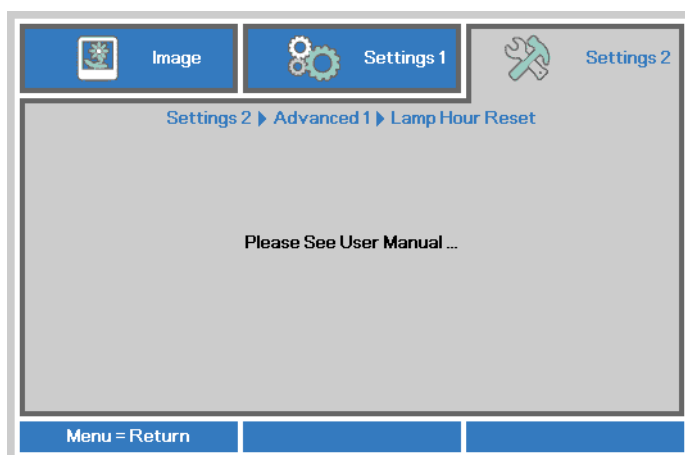 Image
Settings 1
Settings 2
Settings 2 ▶ Advanced 1 ▶ Lamp Hour Reset
Please See User Manual ...
Menu = Return